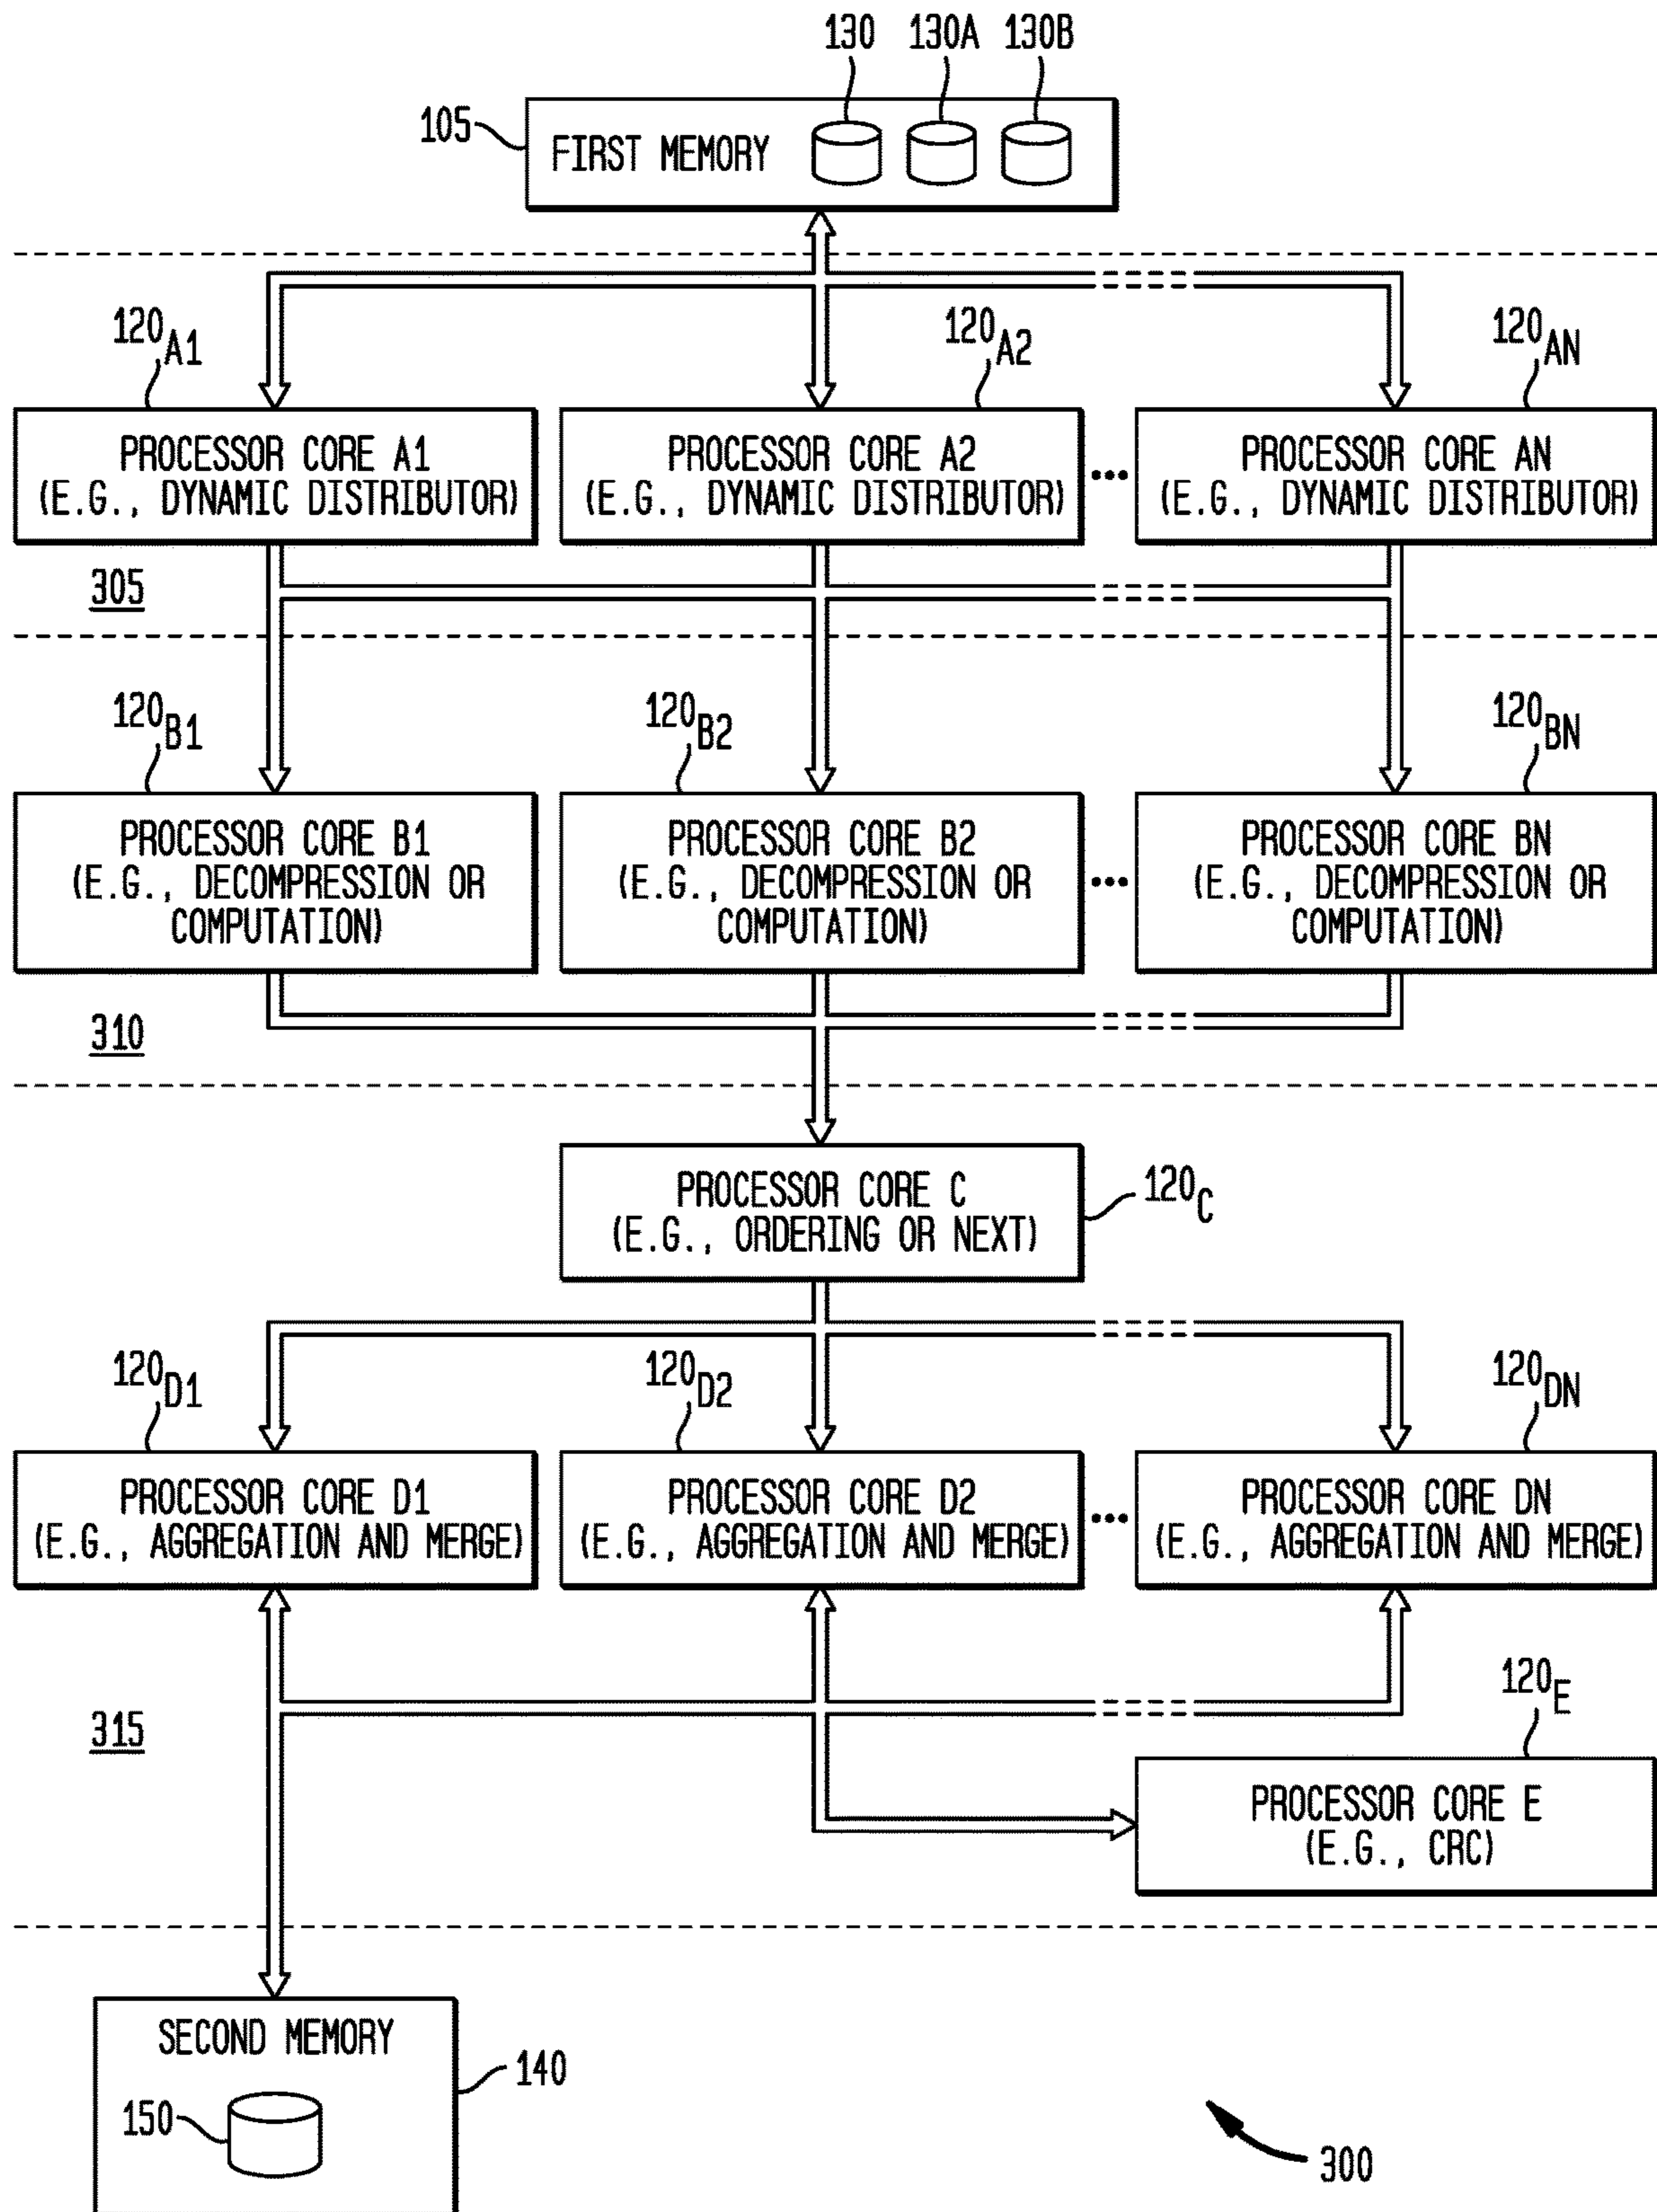 130 130A 130B
105
FIRST MEMORY
120A1 120A2 120AN
PROCESSOR CORE A1
(E.G., DYNAMIC DISTRIBUTOR)
PROCESSOR CORE A2
(E.G., DYNAMIC DISTRIBUTOR)
...
PROCESSOR CORE AN
(E.G., DYNAMIC DISTRIBUTOR)
305
120B1 120B2 120BN
PROCESSOR CORE B1
(E.G., DECOMPRESSION OR
COMPUTATION)
PROCESSOR CORE B2
(E.G., DECOMPRESSION OR
COMPUTATION)
...
PROCESSOR CORE BN
(E.G., DECOMPRESSION OR
COMPUTATION)
310
PROCESSOR CORE C
(E.G., ORDERING OR NEXT)
120C
120D1 120D2 120DN
PROCESSOR CORE D1
(E.G., AGGREGATION AND MERGE)
PROCESSOR CORE D2
(E.G., AGGREGATION AND MERGE)
...
PROCESSOR CORE DN
(E.G., AGGREGATION AND MERGE)
315
120E
PROCESSOR CORE E
(E.G., CRC)
SECOND MEMORY
140
150
300